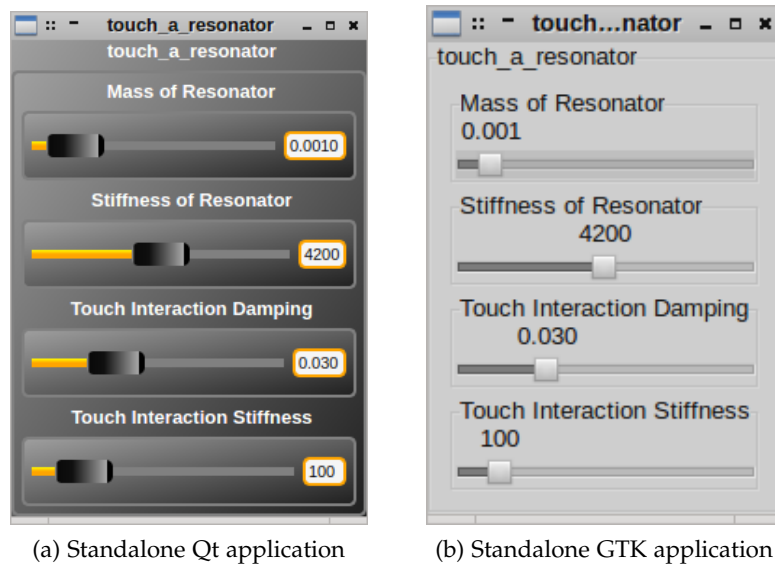 touch_a_resonator
touch_a_resonator
Mass of Resonator
0.0010
Stiffness of Resonator
4200
Touch Interaction Damping
0.030
Touch Interaction Stiffness
100
(a) Standalone Qt application
touch...nator
touch_a_resonator
Mass of Resonator
0.001
Stiffness of Resonator
4200
Touch Interaction Damping
0.030
Touch Interaction Stiffness
100
(b) Standalone GTK application